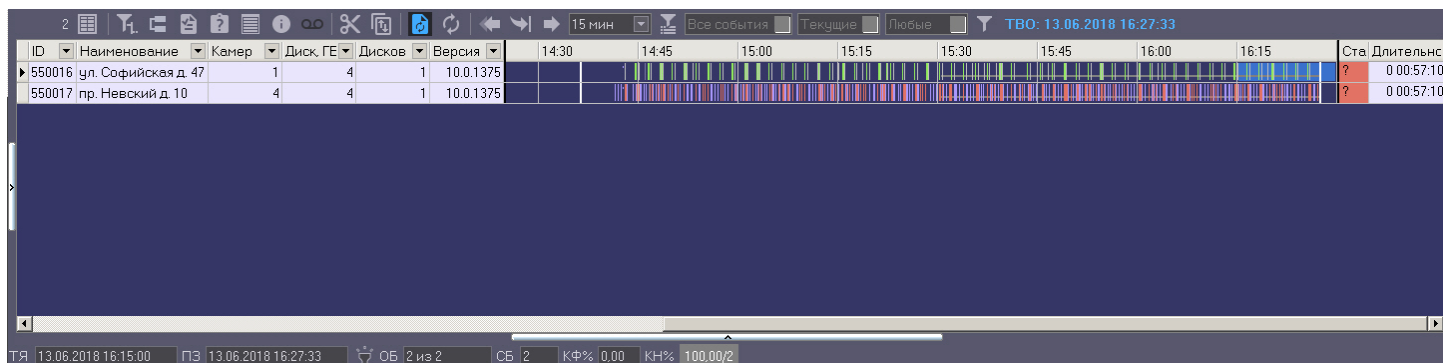 2 15 мин Все события Текущие Любые ТВО: 13.06.2018 16:27:33
ID Наименование Камер Диск, ГЕ Дисков Версия 14:30 14:45 15:00 15:15 15:30 15:45 16:00 16:15 Ста Длительнс
550016 ул. Софийская д. 47 1 4 1 10.0.1375 ? 0 00:57:10
550017 пр. Невский д. 10 4 4 1 10.0.1375 ? 0 00:57:10
ТЯ 13.06.2018 16:15:00 ПЗ 13.06.2018 16:27:33 ОБ 2 из 2 СБ 2 КФ% 0,00 КН% 100,00/2